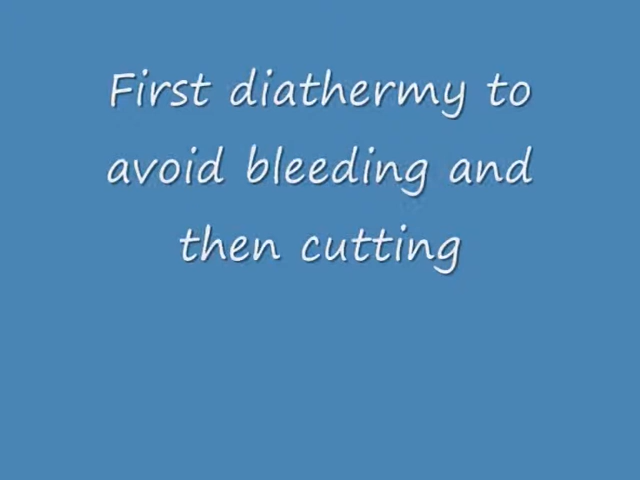 First diathermy to
avoid bleeding and
then cutting